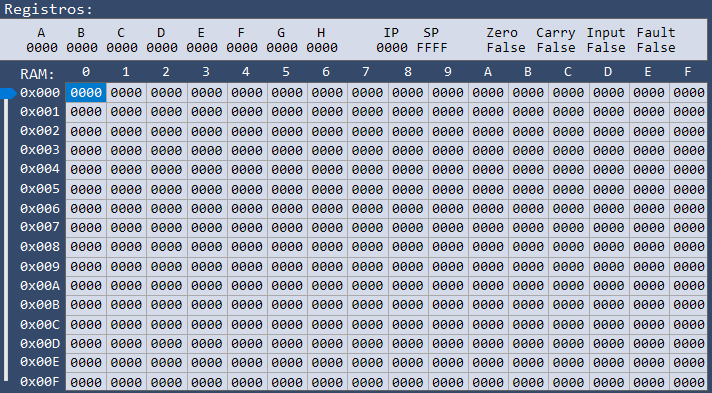 Registros:
A B C D E F G H IP SP Zero Carry Input Fault
0000 0000 0000 0000 0000 0000 0000 0000 0000 FFFF False False False False
RAM: 0 1 2 3 4 5 6 7 8 9 A B C D E F
0x000 0000 0000 0000 0000 0000 0000 0000 0000 0000 0000 0000 0000 0000 0000 0000 0000
0x001 0000 0000 0000 0000 0000 0000 0000 0000 0000 0000 0000 0000 0000 0000 0000 0000
0x002 0000 0000 0000 0000 0000 0000 0000 0000 0000 0000 0000 0000 0000 0000 0000 0000
0x003 0000 0000 0000 0000 0000 0000 0000 0000 0000 0000 0000 0000 0000 0000 0000 0000
0x004 0000 0000 0000 0000 0000 0000 0000 0000 0000 0000 0000 0000 0000 0000 0000 0000
0x005 0000 0000 0000 0000 0000 0000 0000 0000 0000 0000 0000 0000 0000 0000 0000 0000
0x006 0000 0000 0000 0000 0000 0000 0000 0000 0000 0000 0000 0000 0000 0000 0000 0000
0x007 0000 0000 0000 0000 0000 0000 0000 0000 0000 0000 0000 0000 0000 0000 0000 0000
0x008 0000 0000 0000 0000 0000 0000 0000 0000 0000 0000 0000 0000 0000 0000 0000 0000
0x009 0000 0000 0000 0000 0000 0000 0000 0000 0000 0000 0000 0000 0000 0000 0000 0000
0x00A 0000 0000 0000 0000 0000 0000 0000 0000 0000 0000 0000 0000 0000 0000 0000 0000
0x00B 0000 0000 0000 0000 0000 0000 0000 0000 0000 0000 0000 0000 0000 0000 0000 0000
0x00C 0000 0000 0000 0000 0000 0000 0000 0000 0000 0000 0000 0000 0000 0000 0000 0000
0x00D 0000 0000 0000 0000 0000 0000 0000 0000 0000 0000 0000 0000 0000 0000 0000 0000
0x00E 0000 0000 0000 0000 0000 0000 0000 0000 0000 0000 0000 0000 0000 0000 0000 0000
0x00F 0000 0000 0000 0000 0000 0000 0000 0000 0000 0000 0000 0000 0000 0000 0000 0000